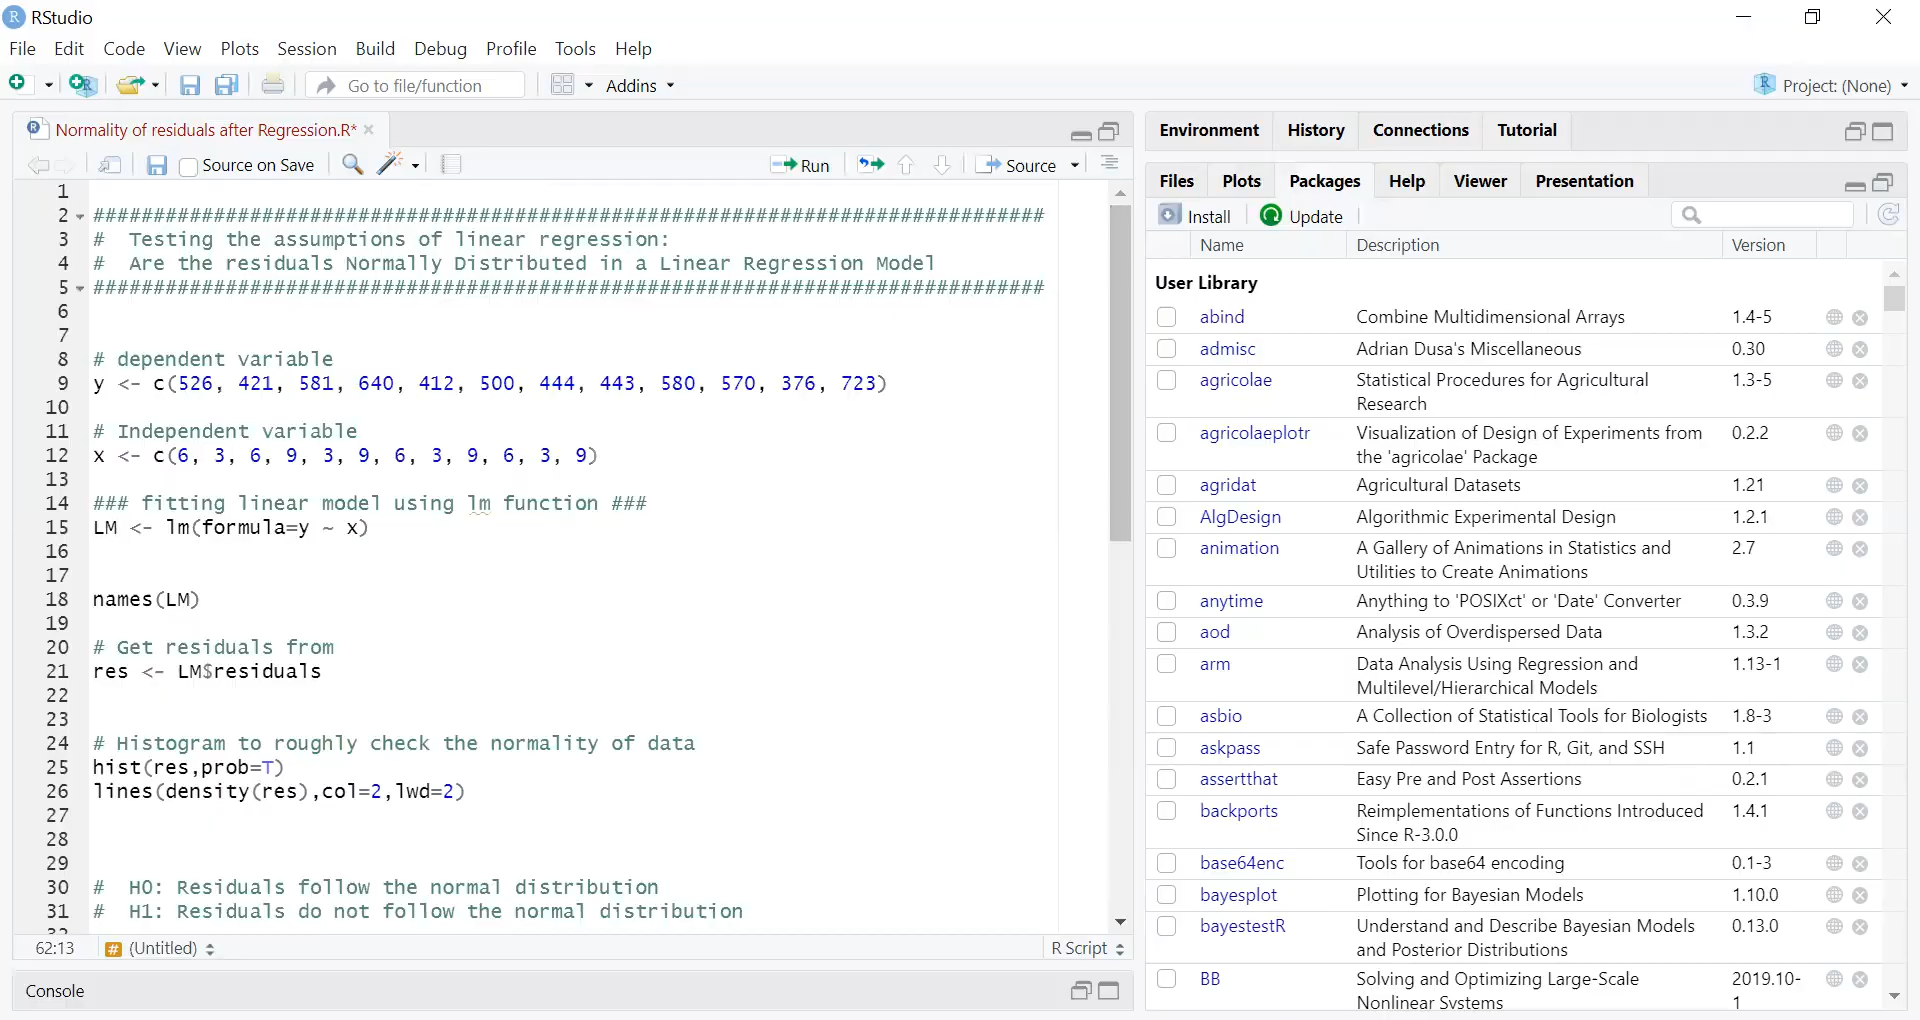 RStudio
File Edit Code View Plots Session Build Debug Profile Tools Help
Go to file/function Addins Project: (None)
Normality of residuals after Regression.R*
Source on Save Run Source
1
2 ###############################################################################
3 #  Testing the assumptions of linear regression:
4 #  Are the residuals Normally Distributed in a Linear Regression Model
5 ###############################################################################
6
7
8 # dependent variable
9 y <- c(526, 421, 581, 640, 412, 500, 444, 443, 580, 570, 376, 723)
10
11 # Independent variable
12 x <- c(6, 3, 6, 9, 3, 9, 6, 3, 9, 6, 3, 9)
13
14 ### fitting linear model using lm function ###
15 LM <- lm(formula=y ~ x)
16
17
18 names(LM)
19
20 # Get residuals from
21 res <- LM$residuals
22
23
24 # Histogram to roughly check the normality of data
25 hist(res,prob=T)
26 lines(density(res),col=2,lwd=2)
27
28
29
30 #  H0: Residuals follow the normal distribution
31 #  H1: Residuals do not follow the normal distribution
32
62:13 # (Untitled) R Script
Console
Environment History Connections Tutorial
Files Plots Packages Help Viewer Presentation
Install Update
Name Description Version
User Library
abind Combine Multidimensional Arrays 1.4-5
admisc Adrian Dusa's Miscellaneous 0.30
agricolae Statistical Procedures for Agricultural 1.3-5
Research
agricolaeplotr Visualization of Design of Experiments from 0.2.2
the 'agricolae' Package
agridat Agricultural Datasets 1.21
AlgDesign Algorithmic Experimental Design 1.2.1
animation A Gallery of Animations in Statistics and 2.7
Utilities to Create Animations
anytime Anything to 'POSIXct' or 'Date' Converter 0.3.9
aod Analysis of Overdispersed Data 1.3.2
arm Data Analysis Using Regression and 1.13-1
Multilevel/Hierarchical Models
asbio A Collection of Statistical Tools for Biologists 1.8-3
askpass Safe Password Entry for R, Git, and SSH 1.1
assertthat Easy Pre and Post Assertions 0.2.1
backports Reimplementations of Functions Introduced 1.4.1
Since R-3.0.0
base64enc Tools for base64 encoding 0.1-3
bayesplot Plotting for Bayesian Models 1.10.0
bayestestR Understand and Describe Bayesian Models 0.13.0
and Posterior Distributions
BB Solving and Optimizing Large-Scale 2019.10-
Nonlinear Systems 1